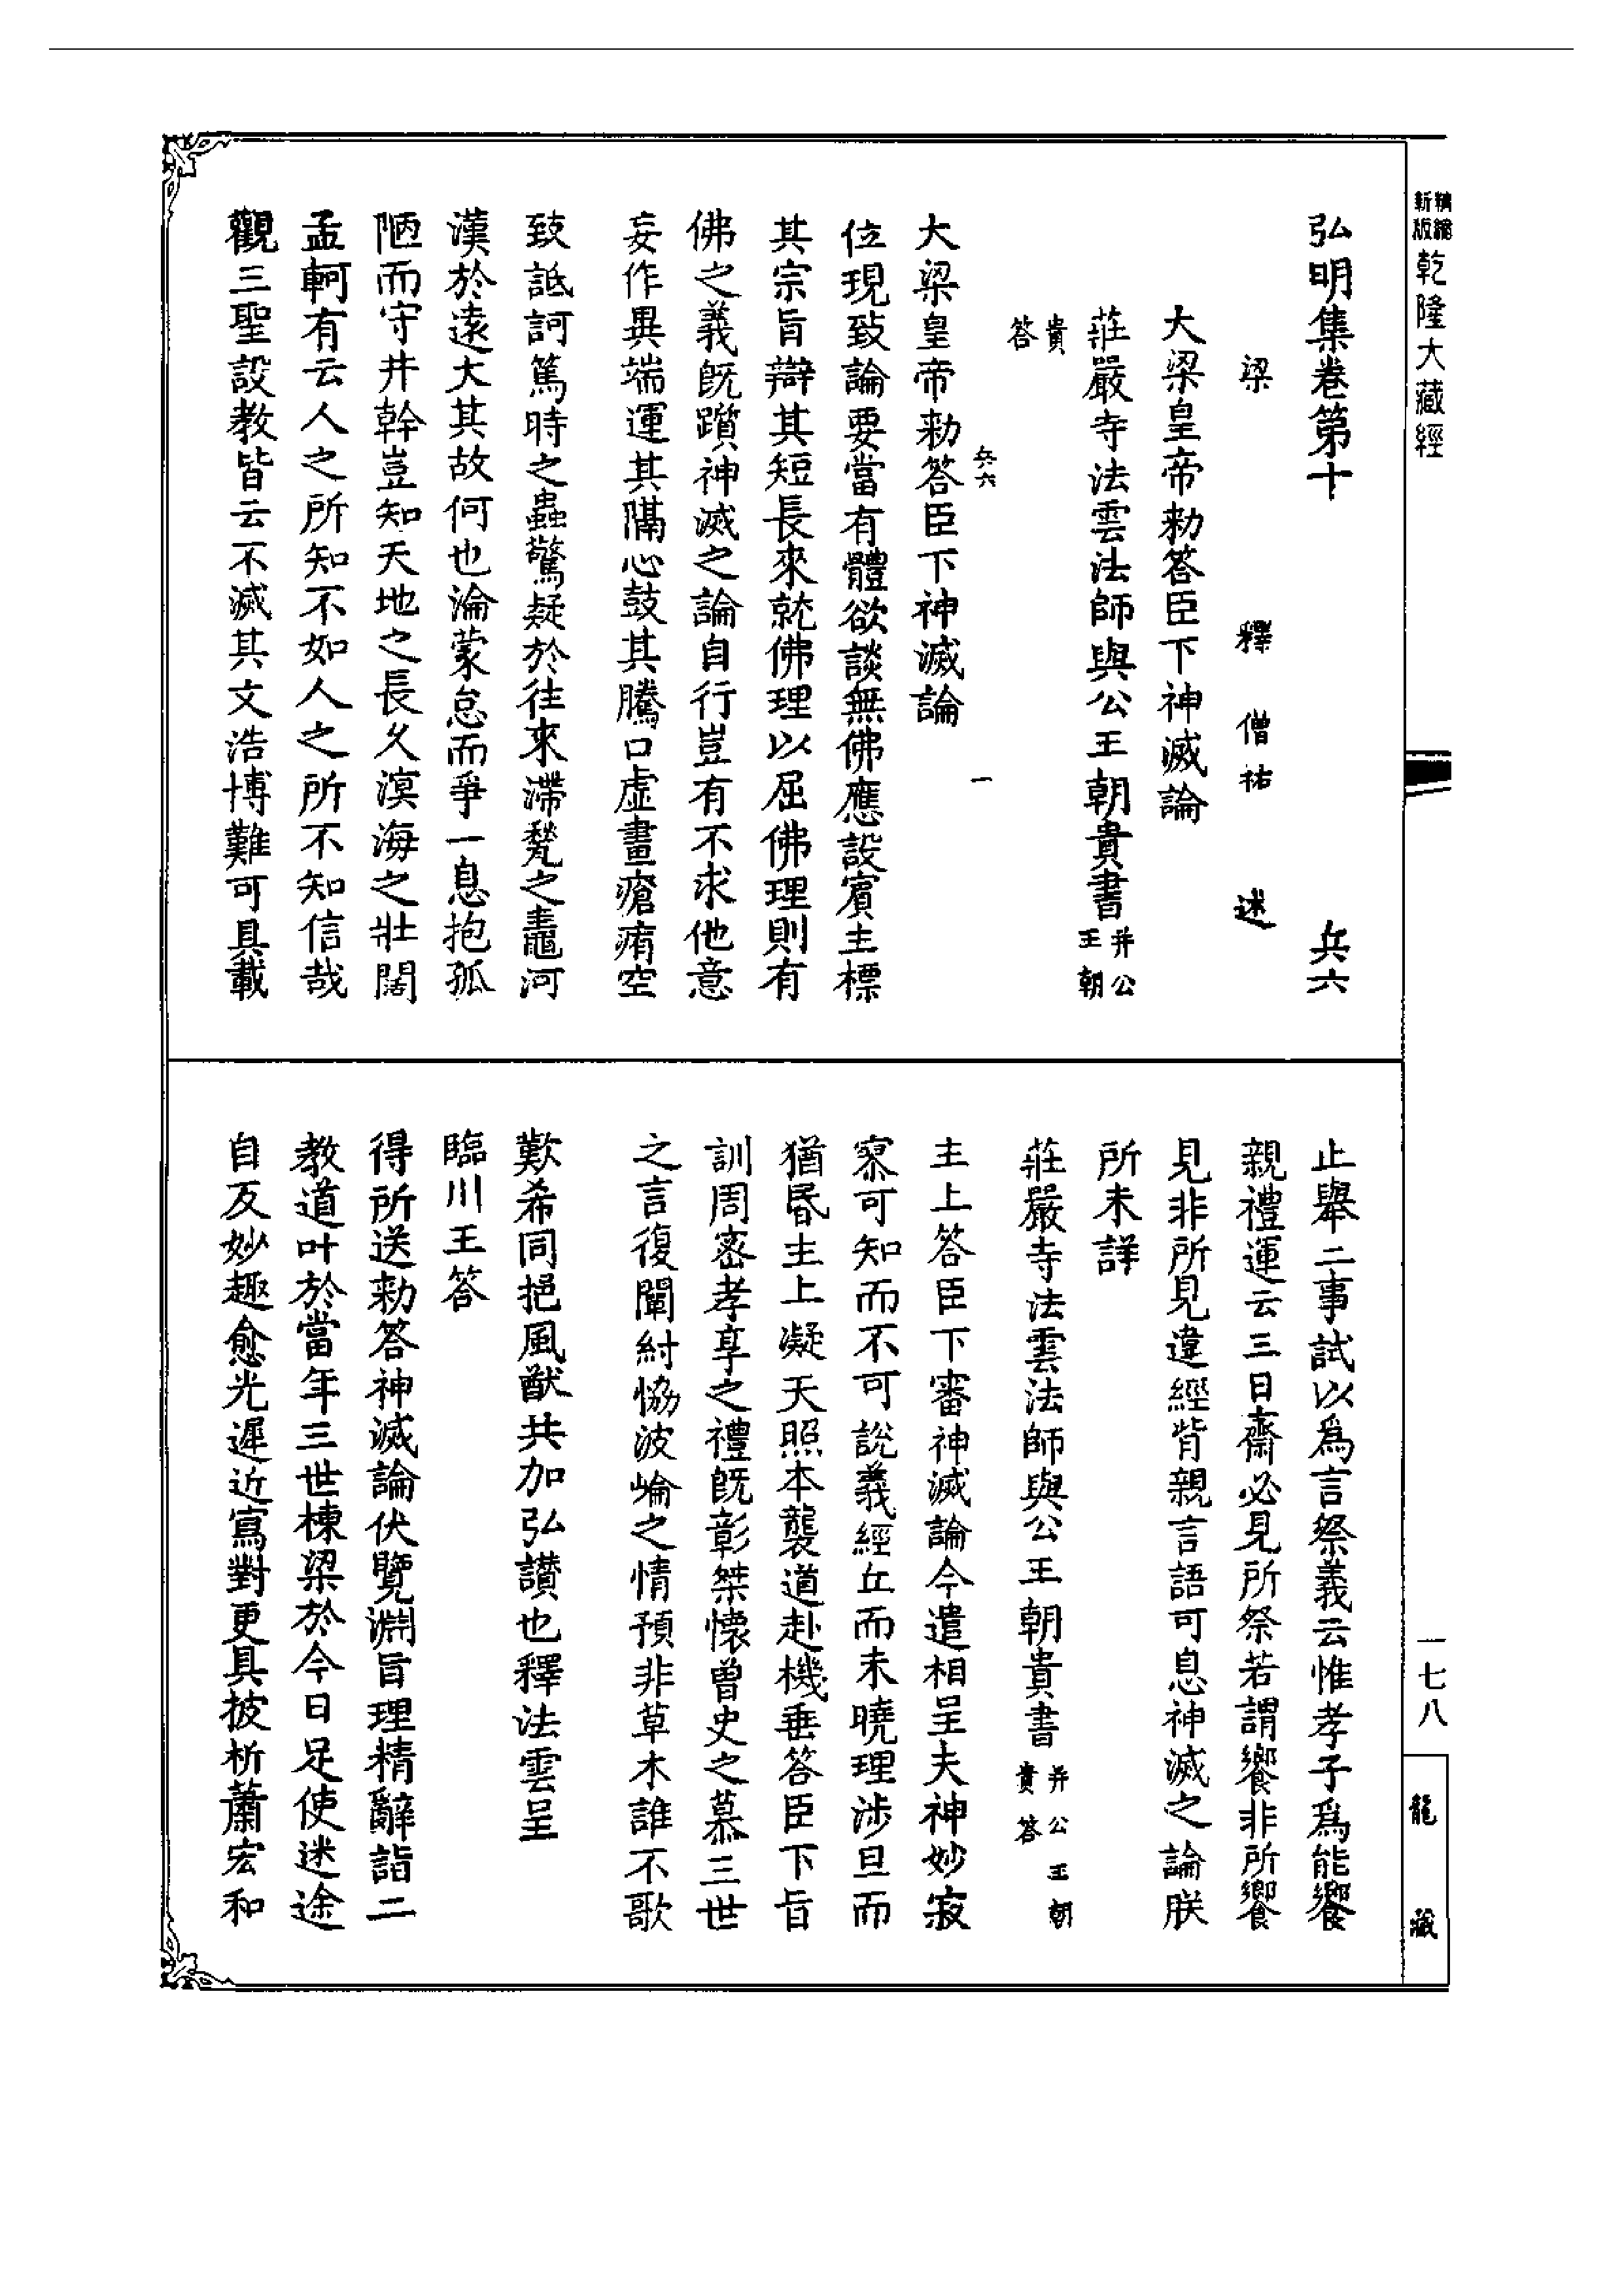 精縮新版乾隆大藏經
一七八
龍藏
弘明集卷第十　兵六
梁　釋　僧祐　述
大梁皇帝勅答臣下神滅論
莊嚴寺法雲法師與公王朝貴書并公王朝
貴答
兵六　一
大梁皇帝勅答臣下神滅論
位現致論要當有體欲談無佛應設賓主標
其宗旨辯其短長來就佛理以屈佛理則有
佛之義旣躓神滅之論自行豈有不求他意
妄作異端運其隔心鼓其騰口虛畫瘡痏空
致詆訶篤時之蟲驚疑於往來滯甃之鼃河
漢於遠大其故何也淪蒙怠而爭一息抱孤
陋而守井幹豈知天地之長久溟海之壯闊
孟軻有云人之所知不如人之所不知信哉
觀三聖設教皆云不滅其文浩博難可具載
止舉二事試以爲言祭義云惟孝子爲能饗
親禮運云三日齋必見所祭若謂饗非所饗
見非所見違經背親言語可息神滅之論朕
所未詳
莊嚴寺法雲法師與公王朝貴書并公王朝貴答
主上答臣下審神滅論今遣相呈夫神妙寂
寥可知而不可說義經丘而未曉理涉旦而
猶昏主上凝天照本襲道赴機垂答臣下旨
訓周密孝享之禮旣彰桀懷曾史之慕三世
之言復闡紂恊波崘之情預非草木誰不歌
歎希同挹風猷共加弘讃也釋法雲呈
臨川王答
得所送勅答神滅論伏覽淵旨理精辭詣二
教道叶於當年三世棟梁於今日足使迷途
自反妙趣愈光遲近寫對更具披析蕭宏和